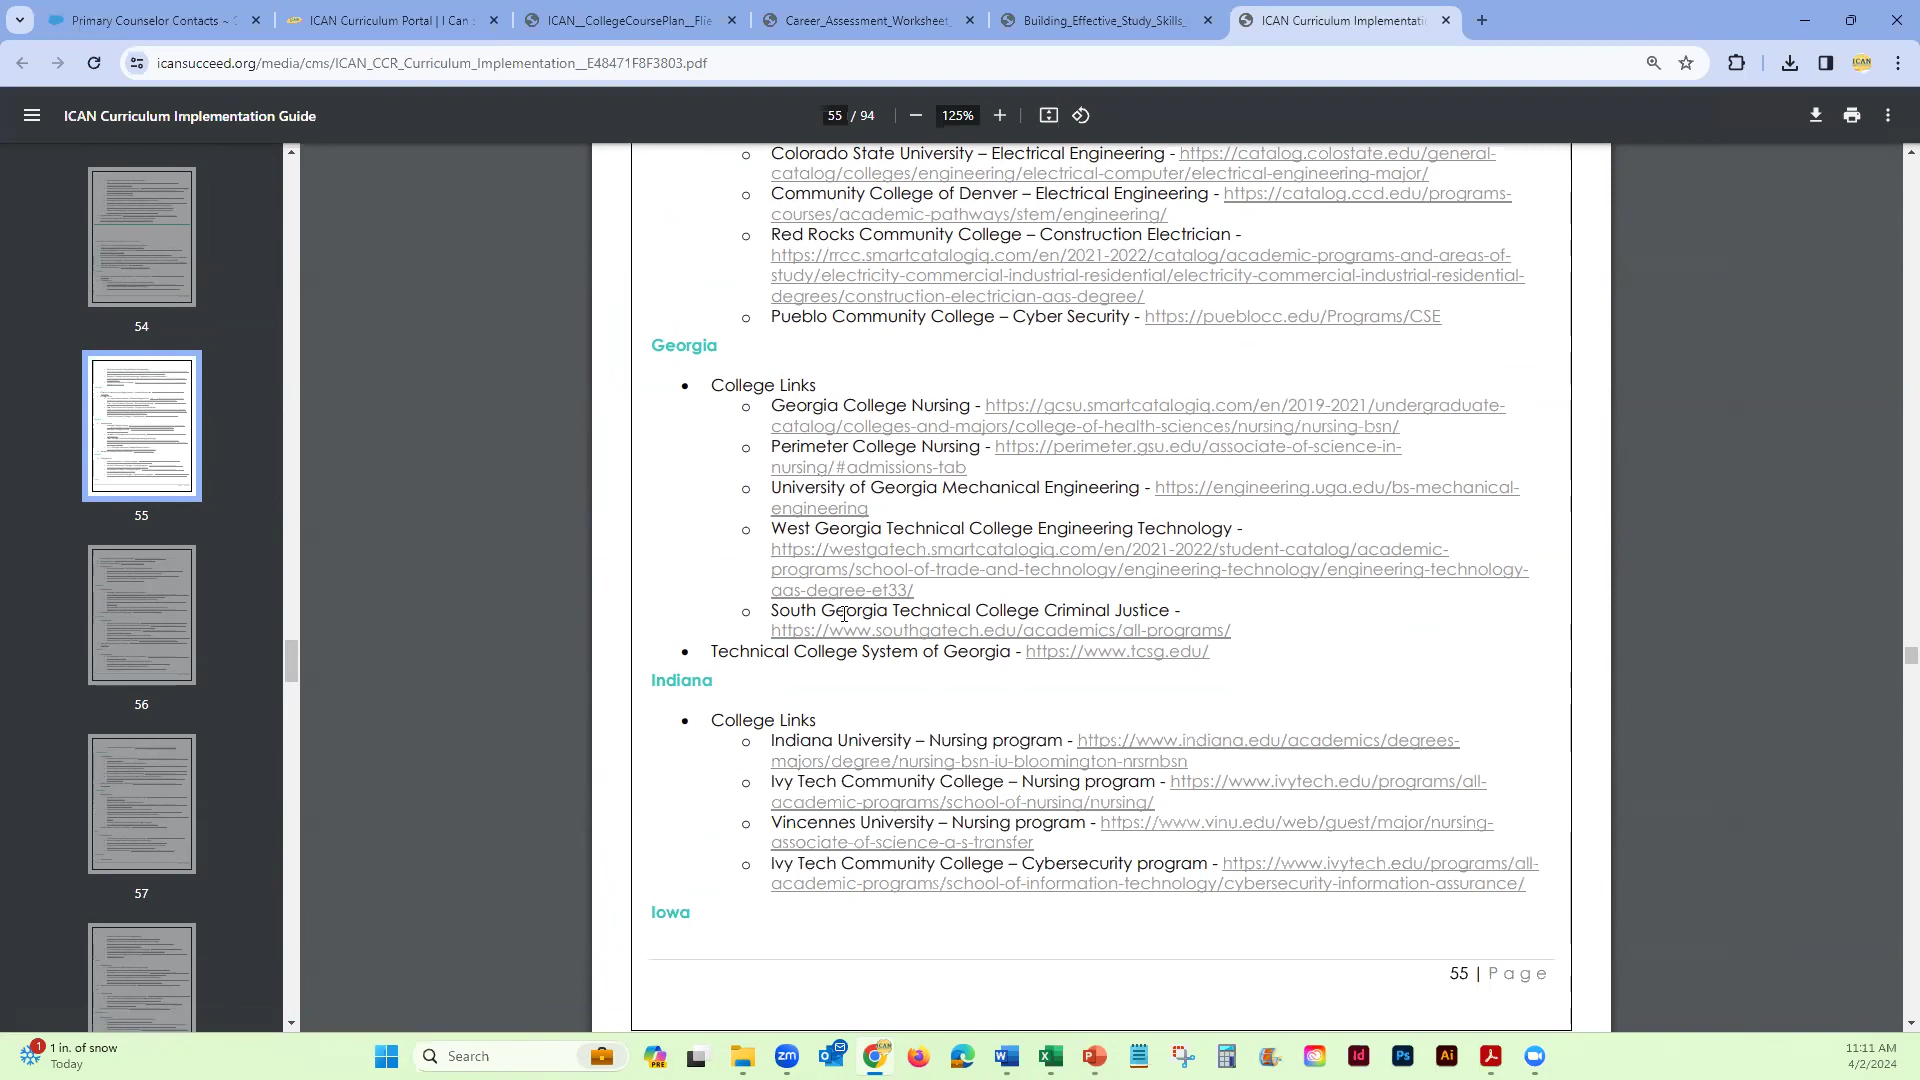 Primary Counselor Contacts ~
ICAN Curriculum Portal | I Can
ICAN__CollegeCoursePlan__Flie
Career_Assessment_Worksheet_
Building_Effective_Study_Skills_
ICAN Curriculum Implementati
icansucceed.org/media/cms/ICAN_CCR_Curriculum_Implementation__E48471F8F3803.pdf
ICAN Curriculum Implementation Guide
55 / 94
125%
54
55
56
57
Colorado State University – Electrical Engineering - https://catalog.colostate.edu/general-
catalog/colleges/engineering/electrical-computer/electrical-engineering-major/
Community College of Denver – Electrical Engineering - https://catalog.ccd.edu/programs-
courses/academic-pathways/stem/engineering/
Red Rocks Community College – Construction Electrician -
https://rrcc.smartcatalogiq.com/en/2021-2022/catalog/academic-programs-and-areas-of-
study/electricity-commercial-industrial-residential/electricity-commercial-industrial-residential-
degrees/construction-electrician-aas-degree/
Pueblo Community College – Cyber Security - https://pueblocc.edu/Programs/CSE
Georgia
College Links
Georgia College Nursing - https://gcsu.smartcatalogiq.com/en/2019-2021/undergraduate-
catalog/colleges-and-majors/college-of-health-sciences/nursing/nursing-bsn/
Perimeter College Nursing - https://perimeter.gsu.edu/associate-of-science-in-
nursing/#admissions-tab
University of Georgia Mechanical Engineering - https://engineering.uga.edu/bs-mechanical-
engineering
West Georgia Technical College Engineering Technology -
https://westgatech.smartcatalogiq.com/en/2021-2022/student-catalog/academic-
programs/school-of-trade-and-technology/engineering-technology/engineering-technology-
aas-degree-et33/
South Georgia Technical College Criminal Justice -
https://www.southgatech.edu/academics/all-programs/
Technical College System of Georgia - https://www.tcsg.edu/
Indiana
College Links
Indiana University – Nursing program - https://www.indiana.edu/academics/degrees-
majors/degree/nursing-bsn-iu-bloomington-nrsrnbsn
Ivy Tech Community College – Nursing program - https://www.ivytech.edu/programs/all-
academic-programs/school-of-nursing/nursing/
Vincennes University – Nursing program - https://www.vinu.edu/web/guest/major/nursing-
associate-of-science-a-s-transfer
Ivy Tech Community College – Cybersecurity program - https://www.ivytech.edu/programs/all-
academic-programs/school-of-information-technology/cybersecurity-information-assurance/
Iowa
55 | Page
1
1 in. of snow
Today
Search
11:11 AM
4/2/2024